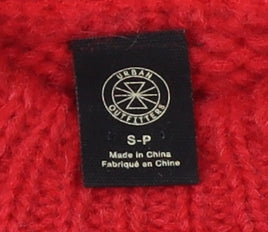 URBAN
OUTFITTERS
S-P
Made in China
Fabriqué en Chine